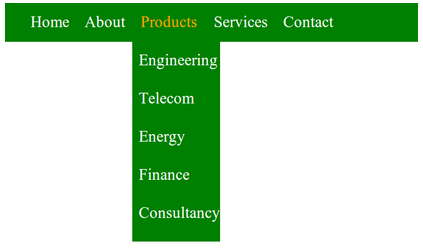 Home About Products Services Contact
Engineering
Telecom
Energy
Finance
Consultancy